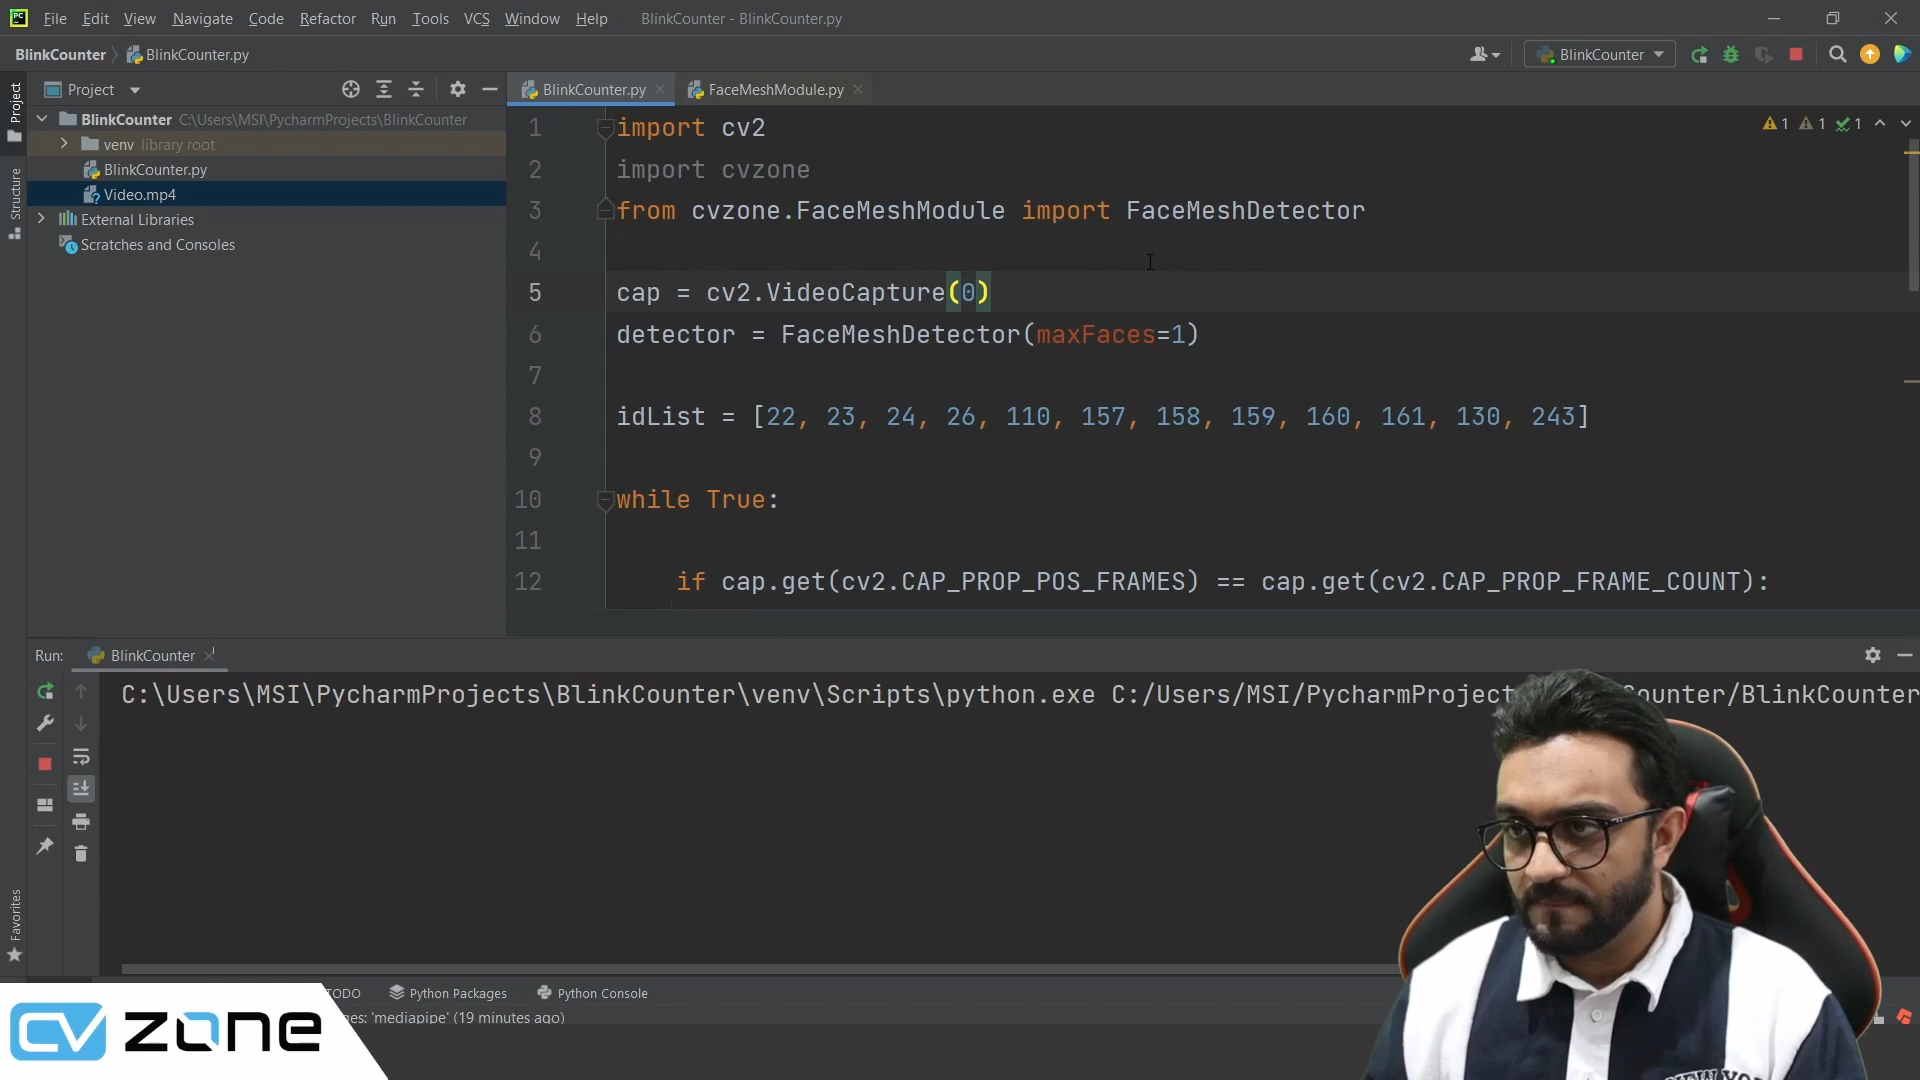 File Edit View Navigate Code Refactor Run Tools VCS Window Help BlinkCounter - BlinkCounter.py
BlinkCounter BlinkCounter.py BlinkCounter
Project BlinkCounter.py FaceMeshModule.py
Project
Structure
Favorites
BlinkCounter C:\Users\MSI\PycharmProjects\BlinkCounter
venv library root
BlinkCounter.py
Video.mp4
External Libraries
Scratches and Consoles
1 1 1
1 import cv2
2 import cvzone
3 from cvzone.FaceMeshModule import FaceMeshDetector
4
5 cap = cv2.VideoCapture(0)
6 detector = FaceMeshDetector(maxFaces=1)
7
8 idList = [22, 23, 24, 26, 110, 157, 158, 159, 160, 161, 130, 243]
9
10 while True:
11
12 if cap.get(cv2.CAP_PROP_POS_FRAMES) == cap.get(cv2.CAP_PROP_FRAME_COUNT):
Run: BlinkCounter
C:\Users\MSI\PycharmProjects\BlinkCounter\venv\Scripts\python.exe C:/Users/MSI/PycharmProject ounter/BlinkCounter
TODO Python Packages Python Console
ges: 'mediapipe' (19 minutes ago)
CV zone